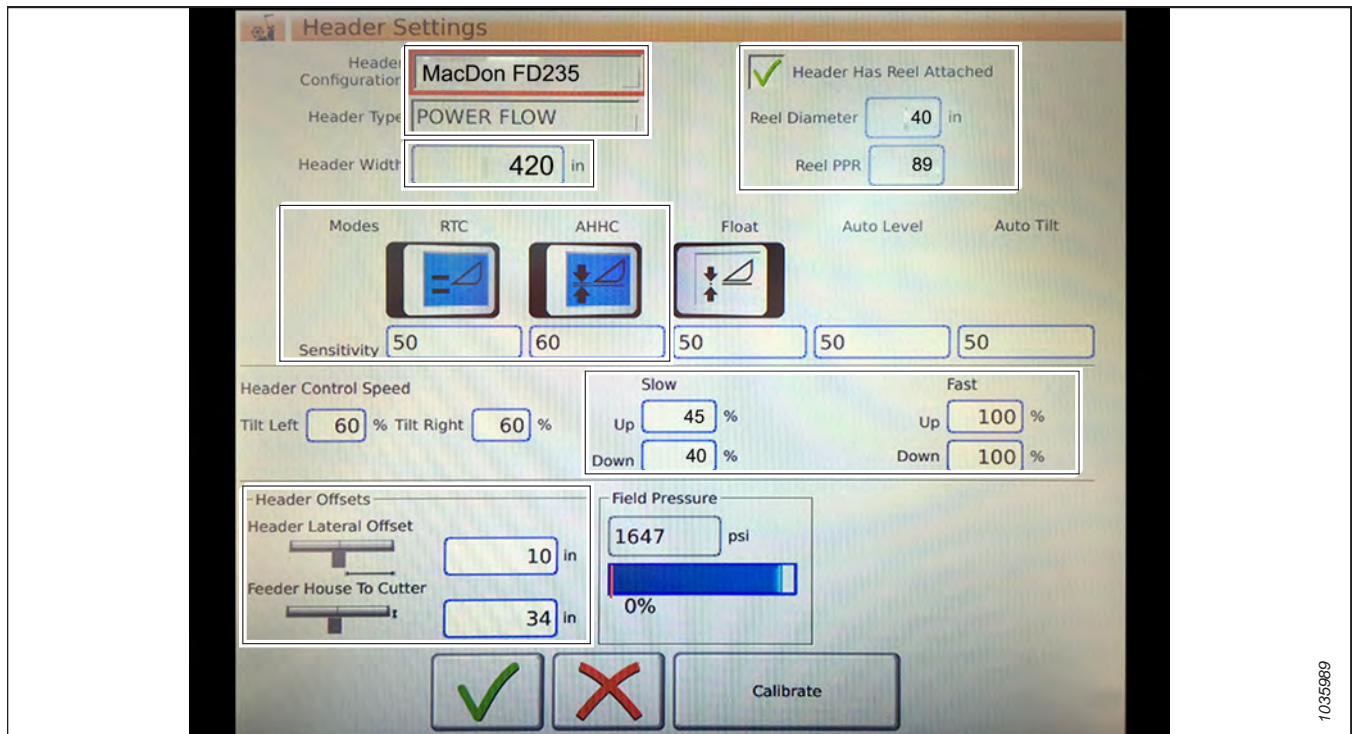 Header Settings
Header Configuration MacDon FD235
Header Type POWER FLOW
Header Width 420 in
Header Has Reel Attached
Reel Diameter 40 in
Reel PPR 89
Modes RTC AHHC Float Auto Level Auto Tilt
Sensitivity 50 60 50 50 50
Header Control Speed
Tilt Left 60 % Tilt Right 60 %
Slow Fast
Up 45 % Up 100 %
Down 40 % Down 100 %
Header Offsets
Header Lateral Offset
10 in
Feeder House To Cutter
34 in
Field Pressure
1647 psi
0%
Calibrate
1035989